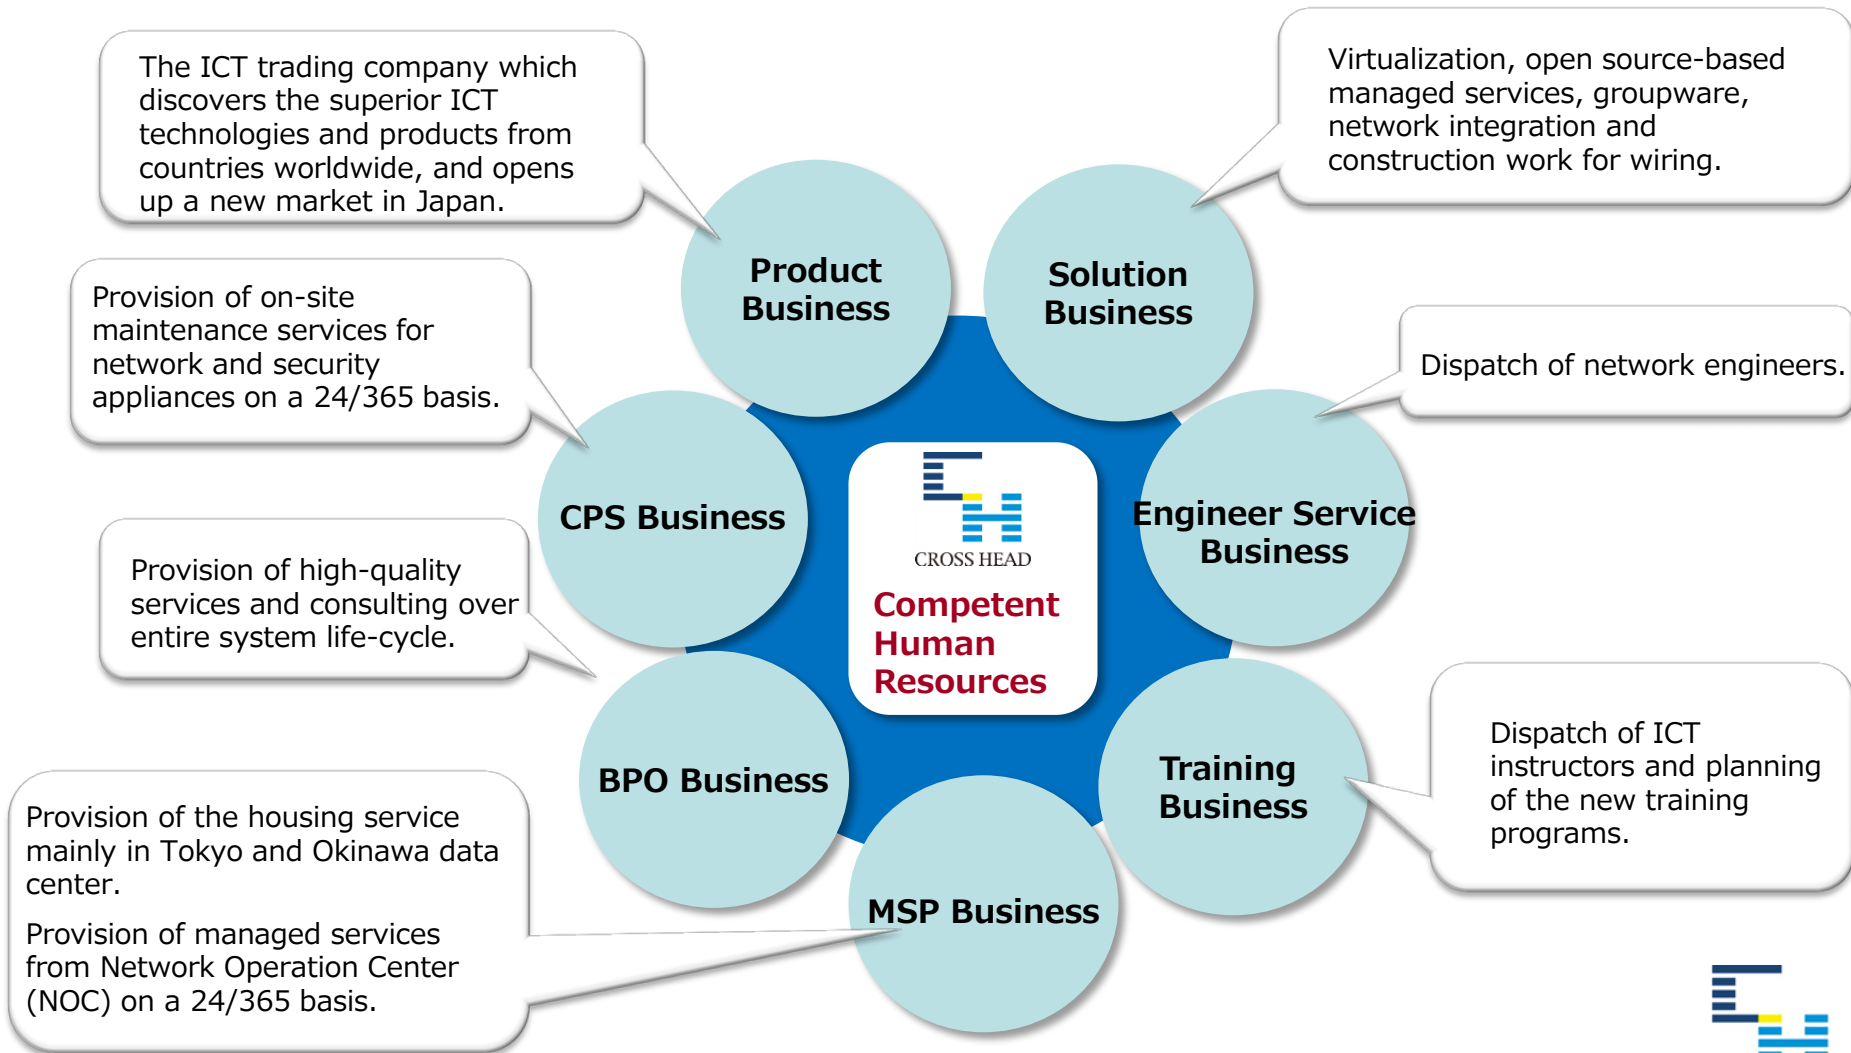 The ICT trading company which
discovers the superior ICT
technologies and products from
countries worldwide, and opens
up a new market in Japan.
Virtualization, open source-based
managed services, groupware,
network integration and
construction work for wiring.
Product
Business
Solution
Business
Provision of on-site
maintenance services for
network and security
appliances on a 24/365 basis.
Dispatch of network engineers.
CPS Business
CROSS HEAD
Competent
Human
Resources
Engineer Service
Business
Provision of high-quality
services and consulting over
entire system life-cycle.
BPO Business
Training
Business
Dispatch of ICT
instructors and planning
of the new training
programs.
Provision of the housing service
mainly in Tokyo and Okinawa data
center.
Provision of managed services
from Network Operation Center
(NOC) on a 24/365 basis.
MSP Business